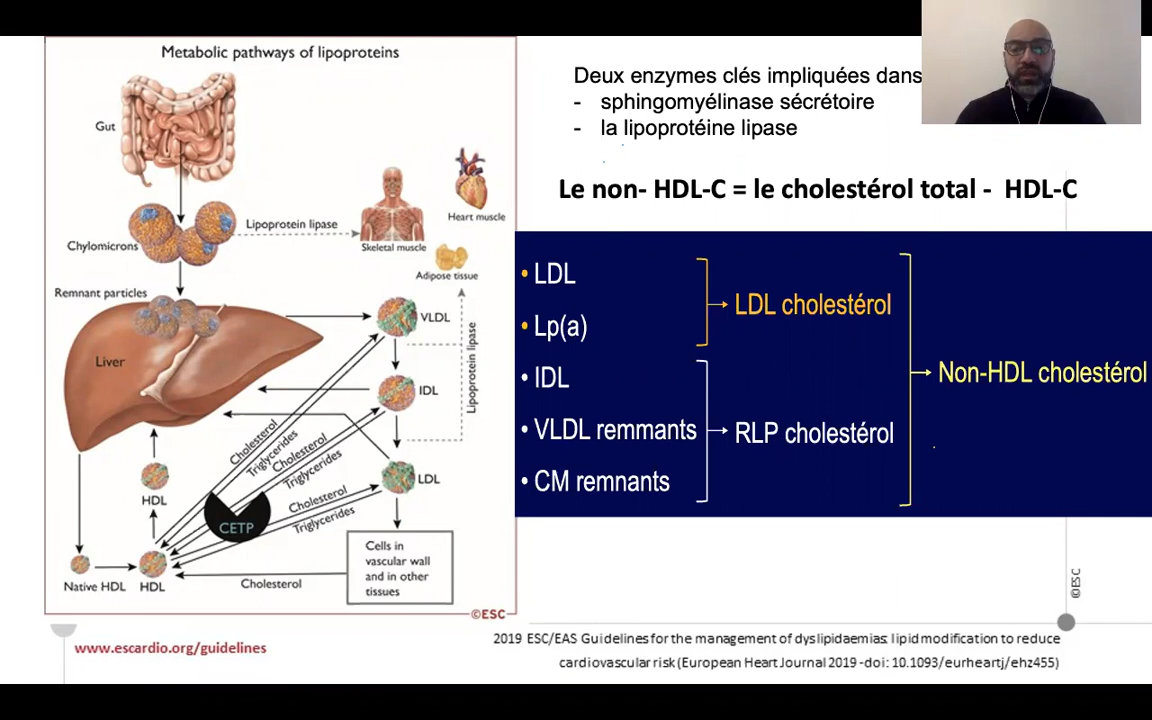 Metabolic pathways of lipoproteins
Gut
Chylomicrons
Lipoprotein lipase
Skeletal muscle
Heart muscle
Adipose tissue
Remnant particles
Liver
VLDL
IDL
LDL
Lipoprotein lipase
Cholesterol
Triglycerides
Cholesterol
Triglycerides
Cholesterol
Triglycerides
CETP
HDL
Native HDL
HDL
Cholesterol
Cells in
vascular wall
and in other
tissues
©ESC
Deux enzymes clés impliquées dans
- sphingomyélinase sécrétoire
- la lipoprotéine lipase
Le non- HDL-C = le cholestérol total - HDL-C
• LDL
• Lp(a)
• IDL
• VLDL remmants
• CM remnants
LDL cholestérol
RLP cholestérol
Non-HDL cholestérol
©ESC
www.escardio.org/guidelines
2019 ESC/EAS Guidelines for the management of dyslipidaemias: lipid modification to reduce
cardiovascular risk (European Heart Journal 2019 -doi: 10.1093/eurheartj/ehz455)